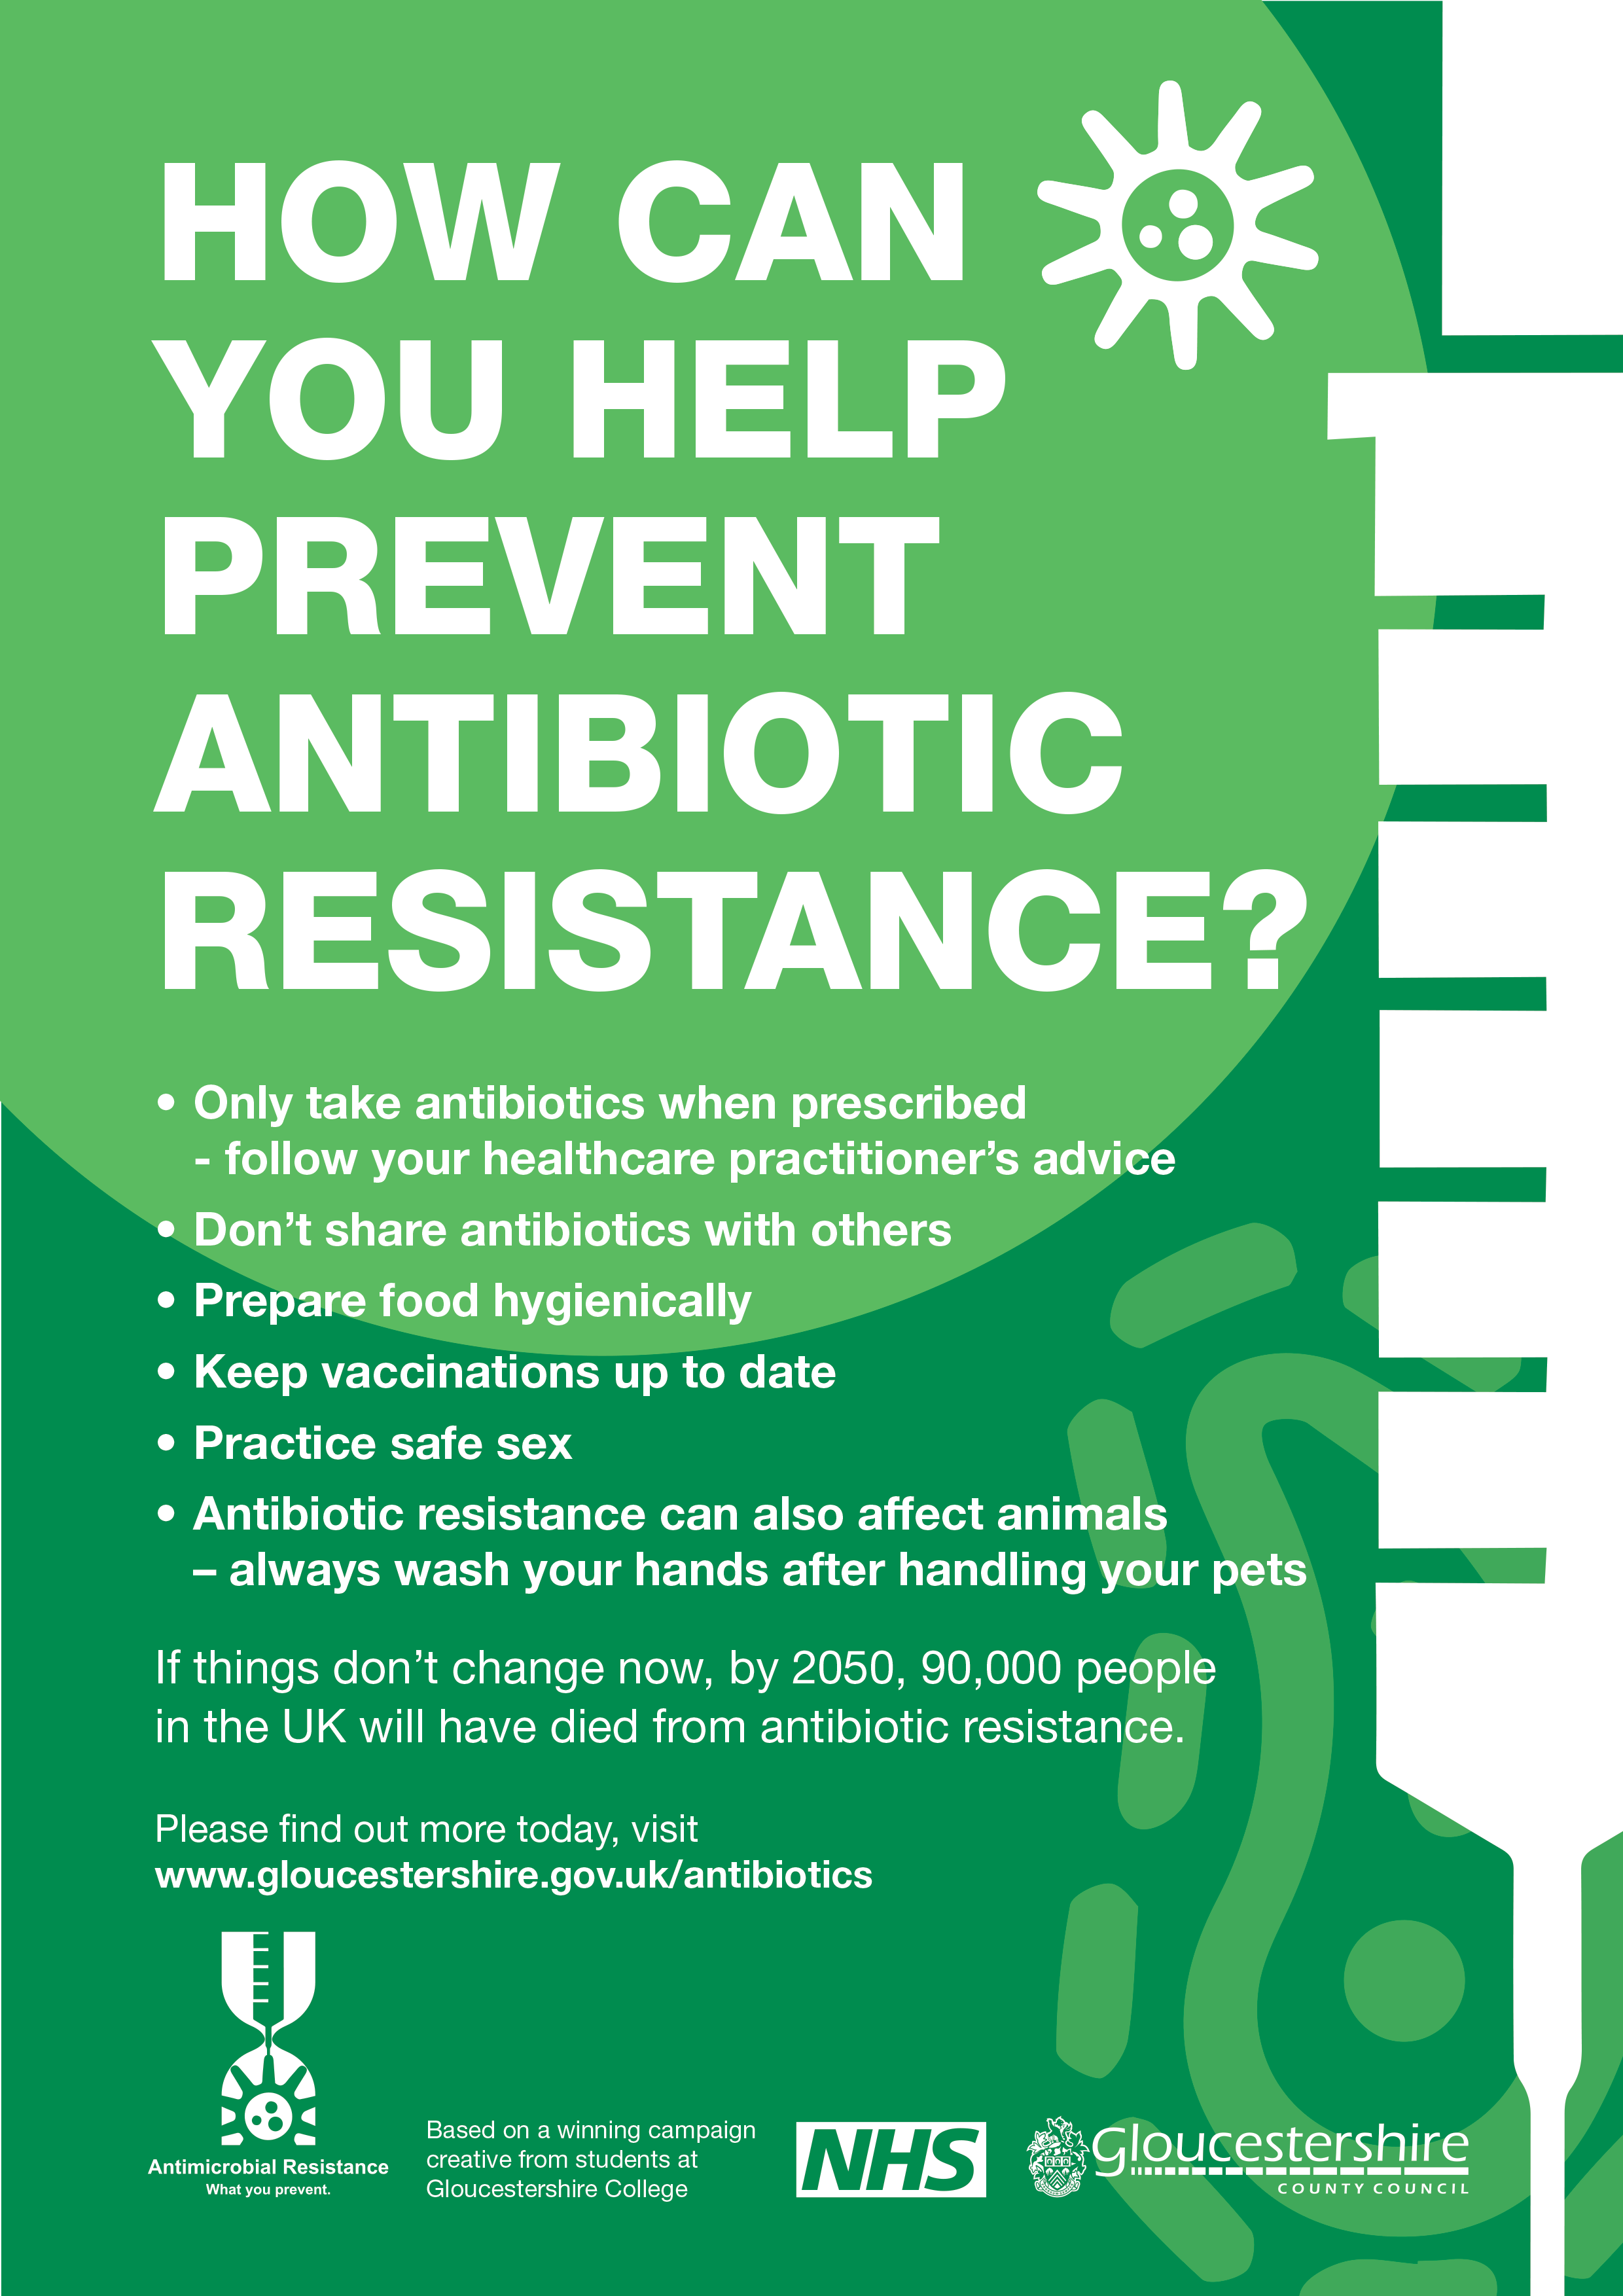 HOW CAN
YOU HELP
PREVENT
ANTIBIOTIC
RESISTANCE?
• Only take antibiotics when prescribed
- follow your healthcare practitioner’s advice
• Don’t share antibiotics with others
• Prepare food hygienically
• Keep vaccinations up to date
• Practice safe sex
• Antibiotic resistance can also affect animals
– always wash your hands after handling your pets
If things don’t change now, by 2050, 90,000 people
in the UK will have died from antibiotic resistance.
Please find out more today, visit
www.gloucestershire.gov.uk/antibiotics
Antimicrobial Resistance
What you prevent.
Based on a winning campaign
creative from students at
Gloucestershire College
NHS
Gloucestershire
COUNTY COUNCIL